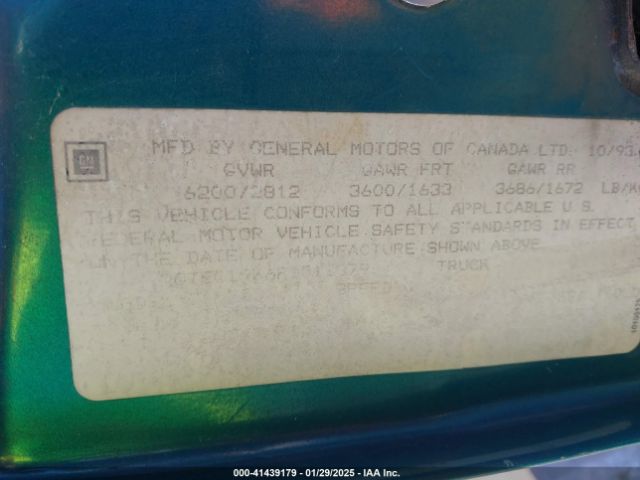 GM
MFD BY GENERAL MOTORS OF CANADA LTD. 10/95
GVWR GAWR FRT GAWR RR
6200/2812 3600/1633 3686/1672 LB/KG
THIS VEHICLE CONFORMS TO ALL APPLICABLE U.S.
FEDERAL MOTOR VEHICLE SAFETY STANDARDS IN EFFECT
ON THE DATE OF MANUFACTURE SHOWN ABOVE
TRUCK
000-41439179 | 01/29/2025 | IAA Inc.